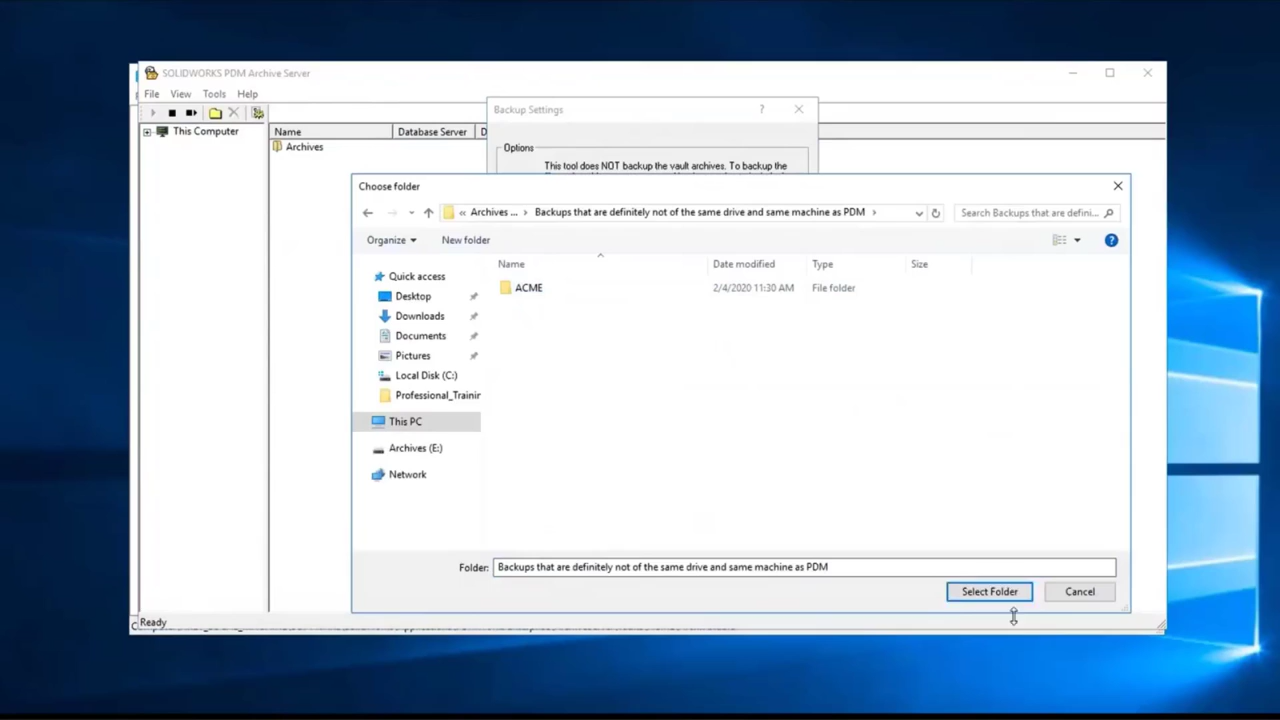 SOLIDWORKS PDM Archive Server
File View Tools Help
Backup Settings ?
This Computer
Name Database Server D
Archives
Options
This tool does NOT backup the vault archives. To backup the
Choose folder
« Archives ... > Backups that are definitely not of the same drive and same machine as PDM >
Search Backups that are defini...
Organize New folder
Name Date modified Type Size
ACME 2/4/2020 11:30 AM File folder
Quick access
Desktop
Downloads
Documents
Pictures
Local Disk (C:)
Professional_Trainin
This PC
Archives (E:)
Network
Folder: Backups that are definitely not of the same drive and same machine as PDM
Select Folder Cancel
Ready